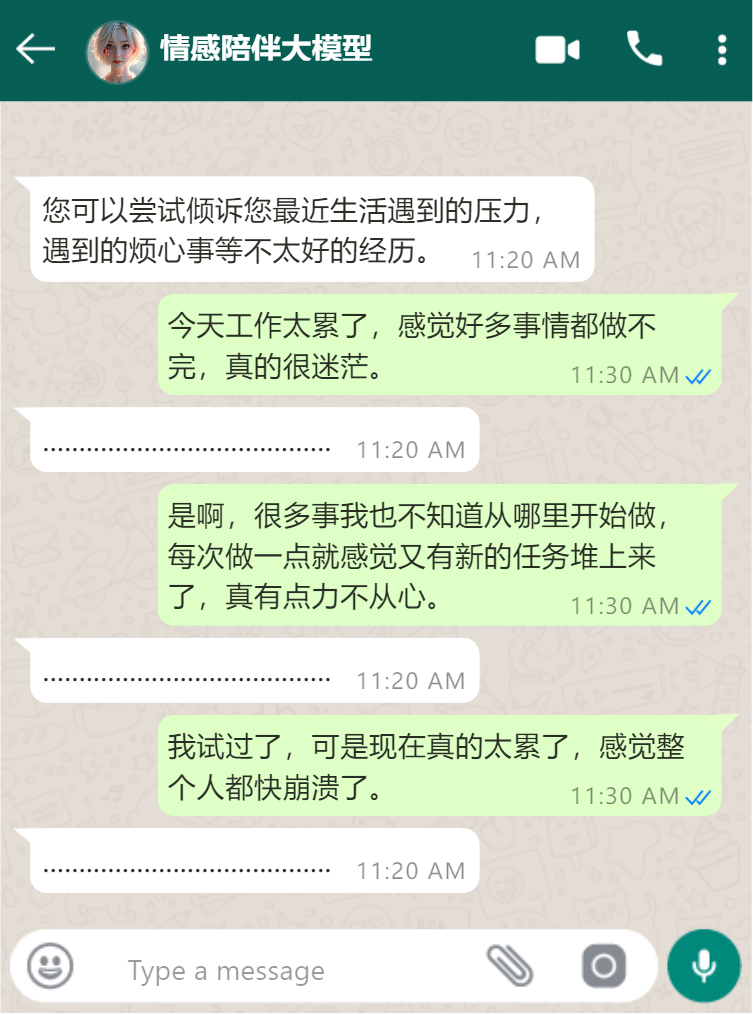 情感陪伴大模型
您可以尝试倾诉您最近生活遇到的压力，
遇到的烦心事等不太好的经历。
11:20 AM
今天工作太累了，感觉好多事情都做不
完，真的很迷茫。
11:30 AM
.......................................
11:20 AM
是啊，很多事我也不知道从哪里开始做，
每次做一点就感觉又有新的任务堆上来
了，真有点力不从心。
11:30 AM
.......................................
11:20 AM
我试过了，可是现在真的太累了，感觉整
个人都快崩溃了。
11:30 AM
.......................................
11:20 AM
Type a message